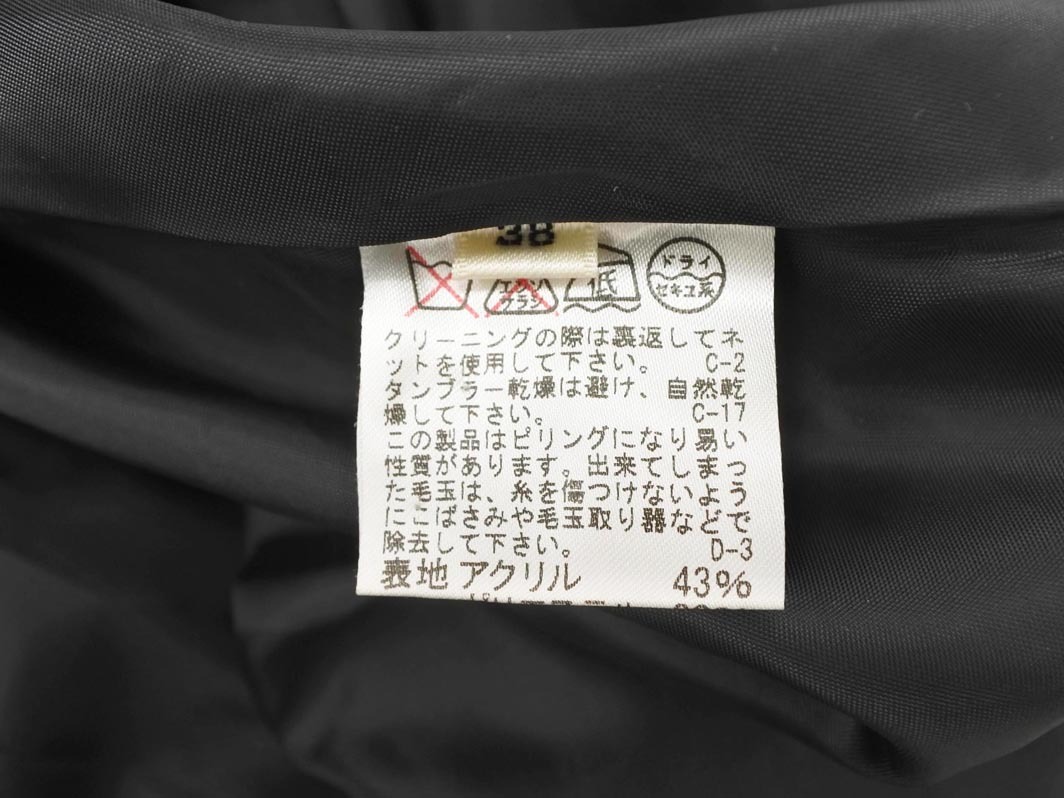 38
エンソ
サラシ
低
ドライ
セキユ系
クリーニングの際は裏返してネ
ットを使用して下さい。 C-2
タンブラー乾燥は避け、自然乾
燥して下さい。 C-17
この製品はピリングになり易い
性質があります。出来てしまっ
た毛玉は、糸を傷つけないよう
にこばさみや毛玉取り器などで
除去して下さい。 D-3
表地 アクリル 43%